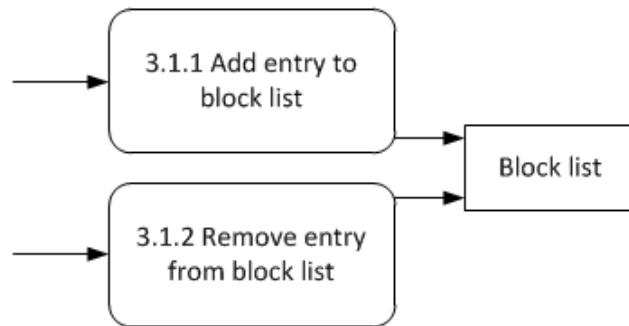 3.1.1 Add entry to
block list
Block list
3.1.2 Remove entry
from block list